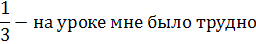 1/3 – на уроке мне было трудно